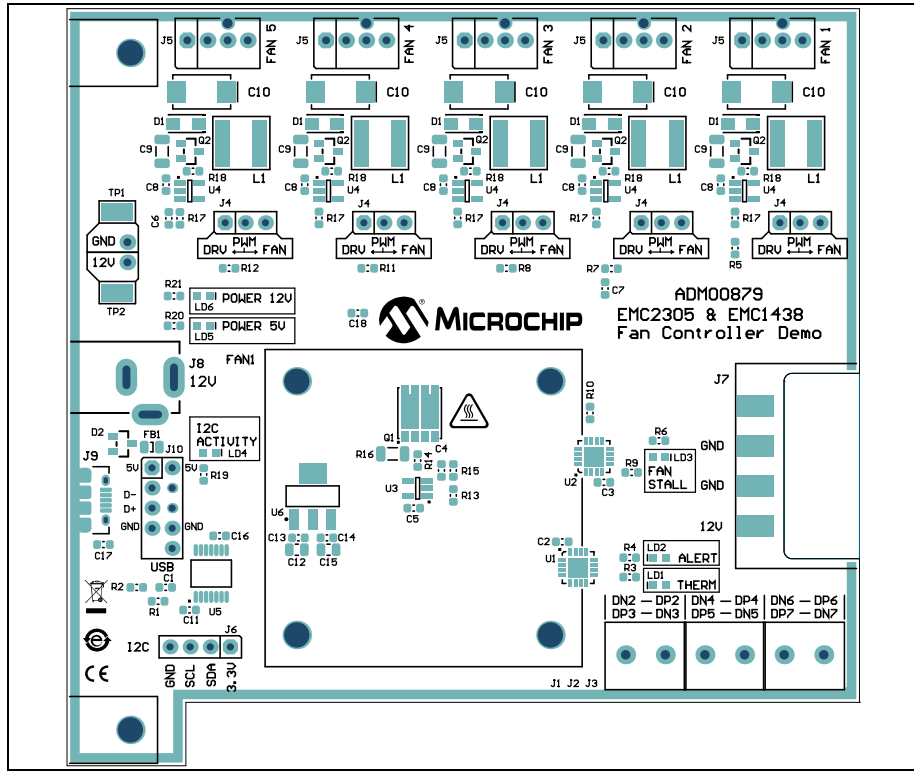 J5 FAN 5 J5 FAN 4 J5 FAN 3 J5 FAN 2 J5 FAN 1
C10 C10 C10 C10 C10
D1 Q2 D1 Q2 D1 Q2 D1 Q2 D1 Q2
C9 C9 C9 C9 C9
C8 R18 L1 C8 R18 L1 C8 R18 L1 C8 R18 L1 C8 R18 L1
U4 U4 U4 U4 U4
TP1
C6 R17 J4 R17 J4 R17 J4 R17 J4 R17 J4
GND
12V
TP2
PWM PWM PWM PWM PWM
DRV FAN DRV FAN DRV FAN DRV FAN DRV FAN
R12 R11 R8 R7 R5
C7
R21 LD6 POWER 12V
R20 LD5 POWER 5V
C18
MICROCHIP®
ADM00879
EMC2305 & EMC1438
Fan Controller Demo
FAN1
J8
12V
J7
GND
GND
12V
I2C
ACTIVITY
LD4
R19
D2 FB1 J10
J9
5V 5V
D-
D+
GND GND
USB
C17
C16
Q1
R16
C4
R14
R15
U3
R13
C5
U6
C13 C14
C12 C15
R10
U2
C3
R9
R6
LD3
FAN
STALL
C2
U1
R4 LD2 ALERT
R3 LD1 THERM
R2 C1
R1
U5
C11
DN2 — DP2 DN4 — DP4 DN6 — DP6
DP3 — DN3 DP5 — DN5 DP7 — DN7
J1 J2 J3
I2C J6
GND SCL SDA 3.3V
e
CE